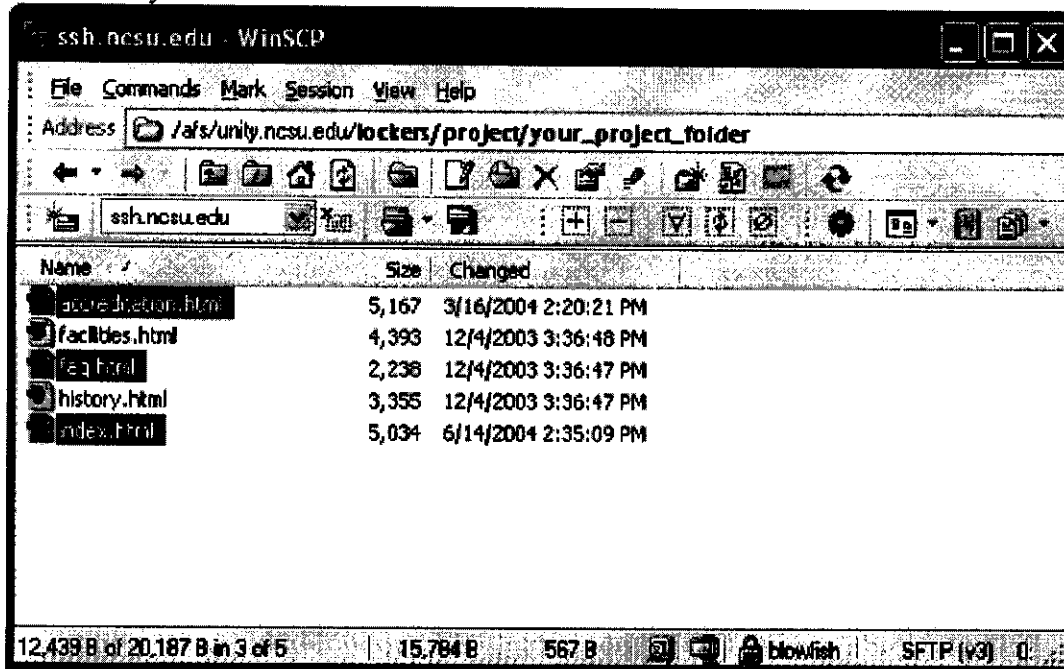 ssh.ncsu.edu - WinSCP
File Commands Mark Session View Help
Address /afs/unity.ncsu.edu/lockers/project/your_project_folder
ssh.ncsu.edu
Name Size Changed
accreditation.html 5,167 3/16/2004 2:20:21 PM
facilities.html 4,393 12/4/2003 3:36:48 PM
faq.html 2,238 12/4/2003 3:36:47 PM
history.html 3,355 12/4/2003 3:36:47 PM
index.html 5,034 6/14/2004 2:35:09 PM
12,439 B of 20,187 B in 3 of 5 15,784 B 567 B blowfish SFTP (v3)